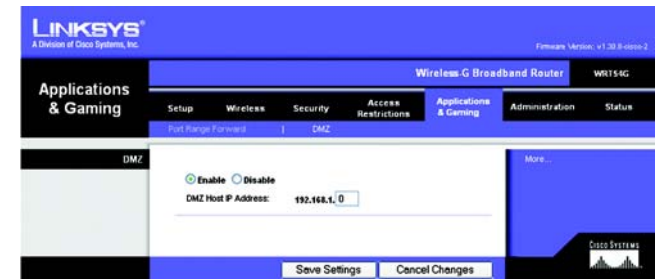 LINKSYS®
A Division of Cisco Systems, Inc.
Firmware Version: v1.30.8-cisco-2
Wireless-G Broadband Router WRT54G
Applications & Gaming
Setup Wireless Security Access Restrictions Applications & Gaming Administration Status
Port Range Forward | DMZ
DMZ
Enable Disable
DMZ Host IP Address: 192.168.1. 0
More...
Save Settings Cancel Changes
CISCO SYSTEMS